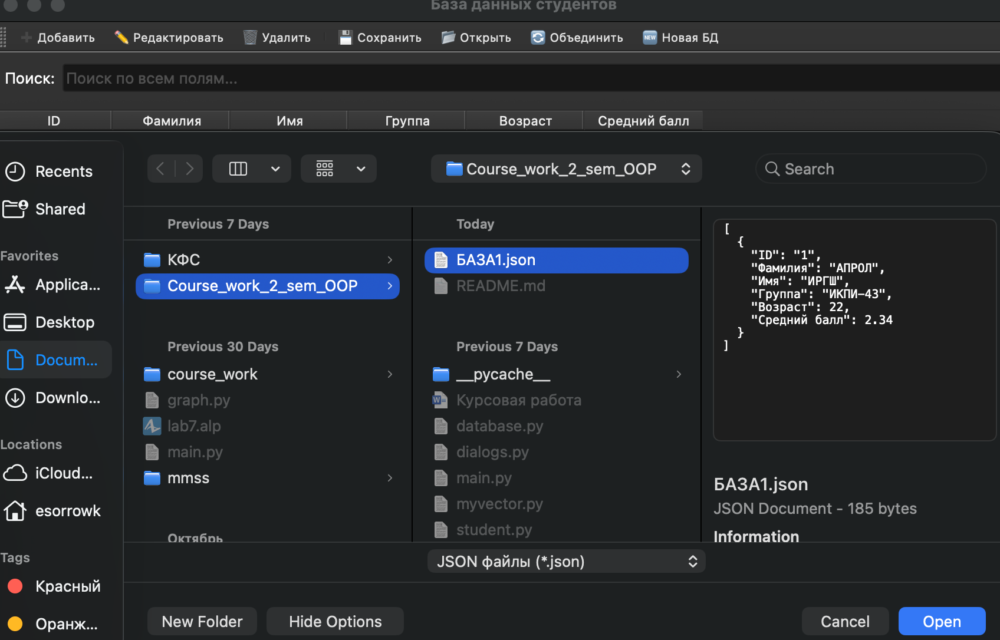 База данных студентов
Добавить Редактировать Удалить Сохранить Открыть Объединить NEW Новая БД
Поиск: Поиск по всем полям...
ID Фамилия Имя Группа Возраст Средний балл
Recents
Shared
Favorites
Applica...
Desktop
Docum...
Downlo...
Locations
iCloud...
esorrowk
Tags
Красный
Оранж...
Course_work_2_sem_OOP
Search
Previous 7 Days
КФС
Course_work_2_sem_OOP
Previous 30 Days
course_work
graph.py
lab7.alp
main.py
mmss
Октябрь
Today
БАЗА1.json
README.md
Previous 7 Days
__pycache__
W Курсовая работа
database.py
dialogs.py
main.py
myvector.py
student.py
[
{
"ID": "1",
"Фамилия": "АПРОЛ",
"Имя": "ИРГШ",
"Группа": "ИКПИ-43",
"Возраст": 22,
"Средний балл": 2.34
}
]
БАЗА1.json
JSON Document - 185 bytes
Information
JSON файлы (*.json)
New Folder Hide Options Cancel Open